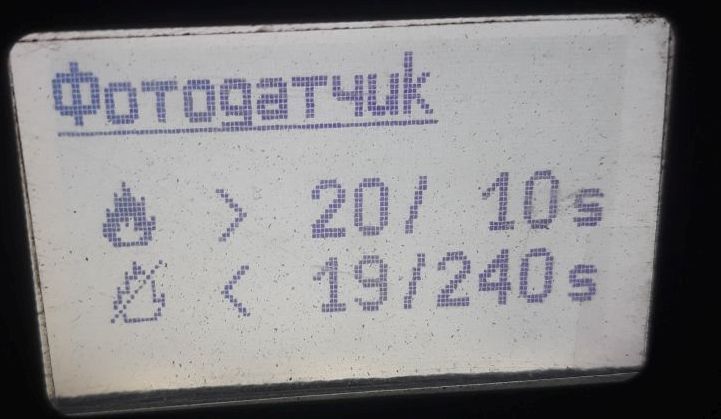 Фотодатчик
> 20/ 10s
< 19/240s